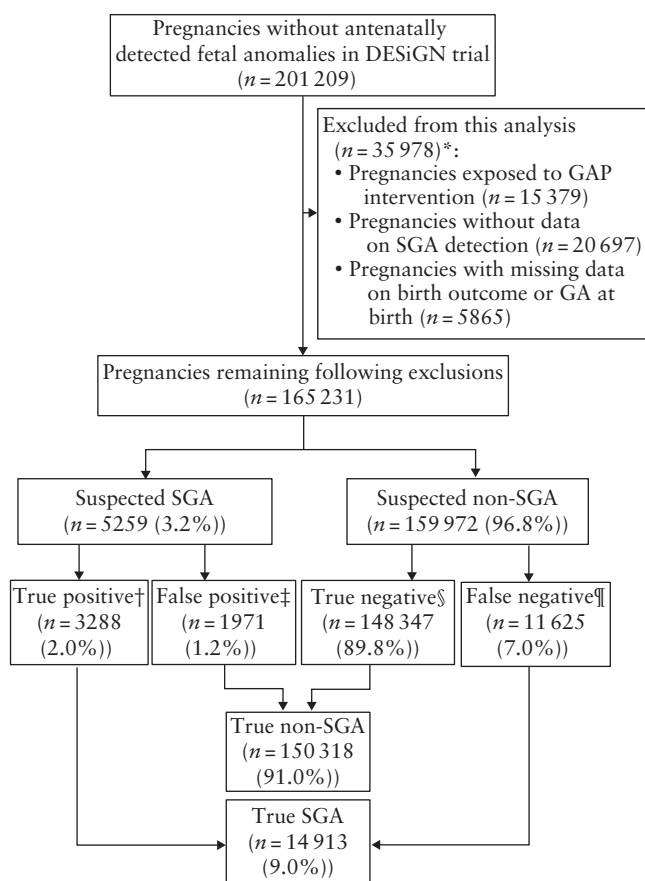 Pregnancies without antenatally
detected fetal anomalies in DESiGN trial
(n = 201 209)
Excluded from this analysis
(n = 35 978)*:
• Pregnancies exposed to GAP
intervention (n = 15 379)
• Pregnancies without data
on SGA detection (n = 20 697)
• Pregnancies with missing data
on birth outcome or GA at
birth (n = 5865)
Pregnancies remaining following exclusions
(n = 165 231)
Suspected SGA
(n = 5259 (3.2%))
Suspected non-SGA
(n = 159 972 (96.8%))
True positive†
(n = 3288
(2.0%))
False positive‡
(n = 1971
(1.2%))
True negative§
(n = 148 347
(89.8%))
False negative¶
(n = 11 625
(7.0%))
True non-SGA
(n = 150 318
(91.0%))
True SGA
(n = 14 913
(9.0%))